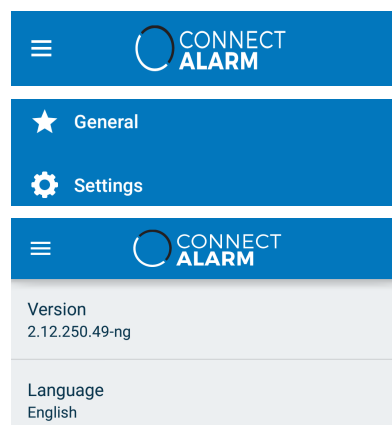 CONNECT
ALARM
General
Settings
CONNECT
ALARM
Version
2.12.250.49-ng
Language
English